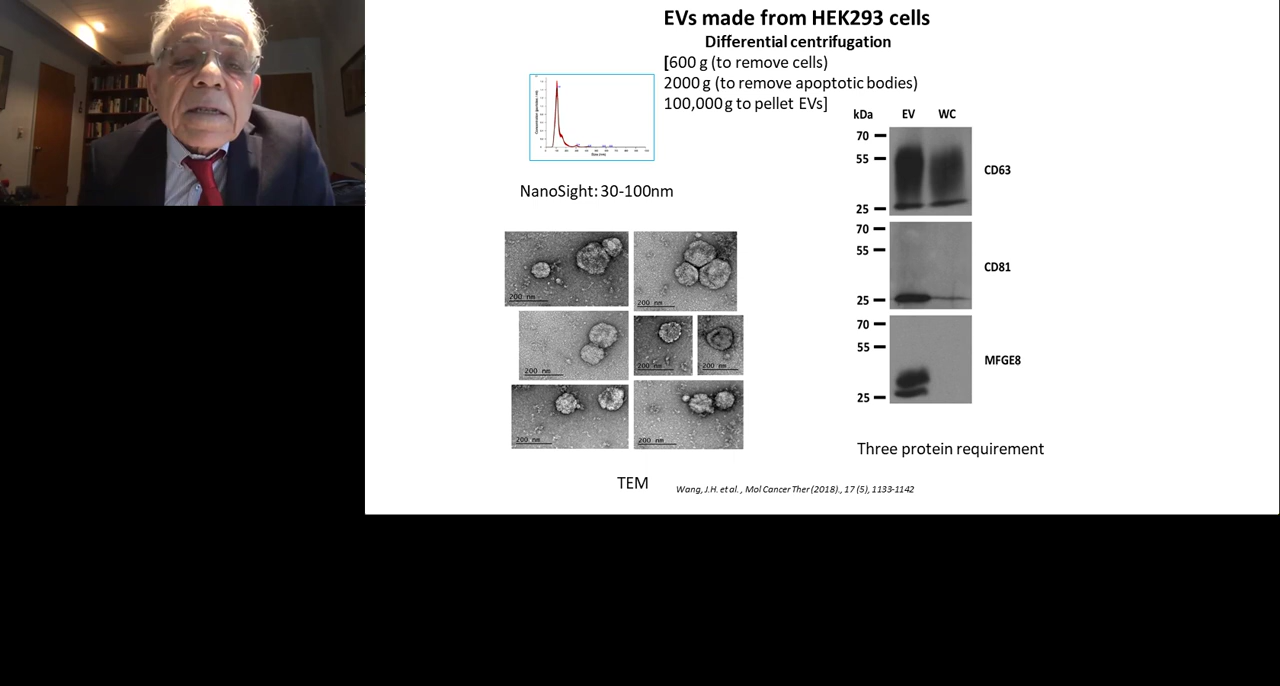 EVs made from HEK293 cells
Differential centrifugation
[600 g (to remove cells)
2000 g (to remove apoptotic bodies)
100,000 g to pellet EVs]
NanoSight: 30-100nm
200 nm
200 nm
200 nm
200 nm
200 nm
200 nm
200 nm
TEM
kDa EV WC
70
55
25
CD63
70
55
25
CD81
70
55
25
MFGE8
Three protein requirement
Wang, J.H. et al. , Mol Cancer Ther (2018)., 17 (5), 1133-1142